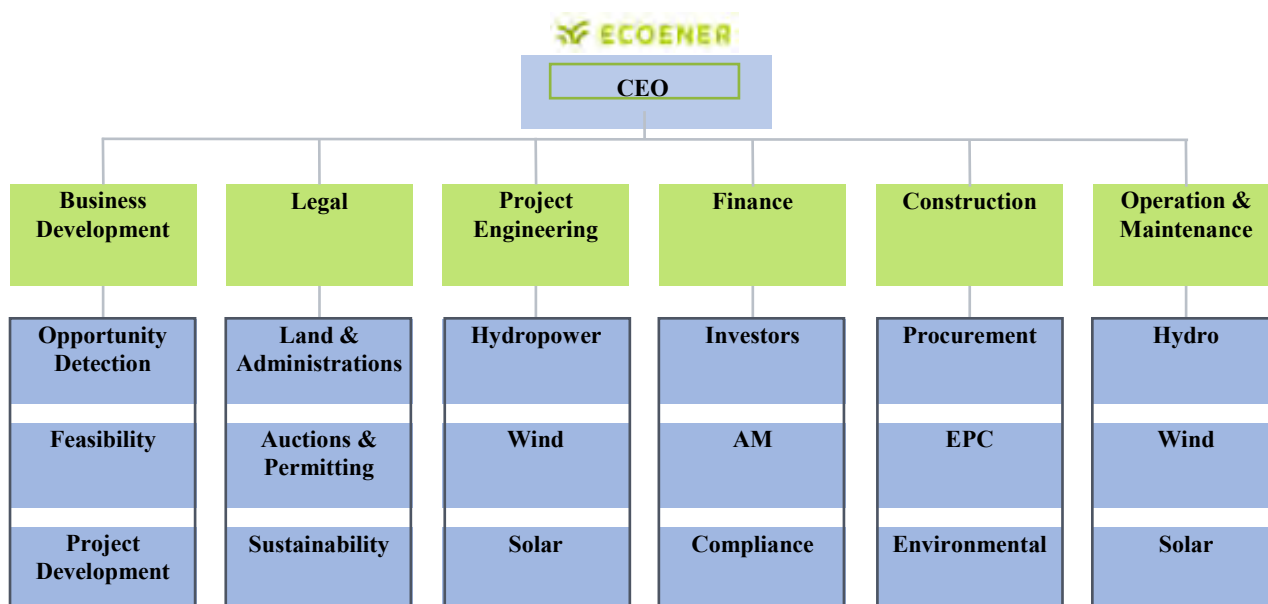 ECOENER
CEO
Business
Development
Legal
Project
Engineering
Finance
Construction
Operation &
Maintenance
Opportunity
Detection
Land &
Administrations
Hydropower
Investors
Procurement
Hydro
Feasibility
Auctions &
Permitting
Wind
AM
EPC
Wind
Project
Development
Sustainability
Solar
Compliance
Environmental
Solar